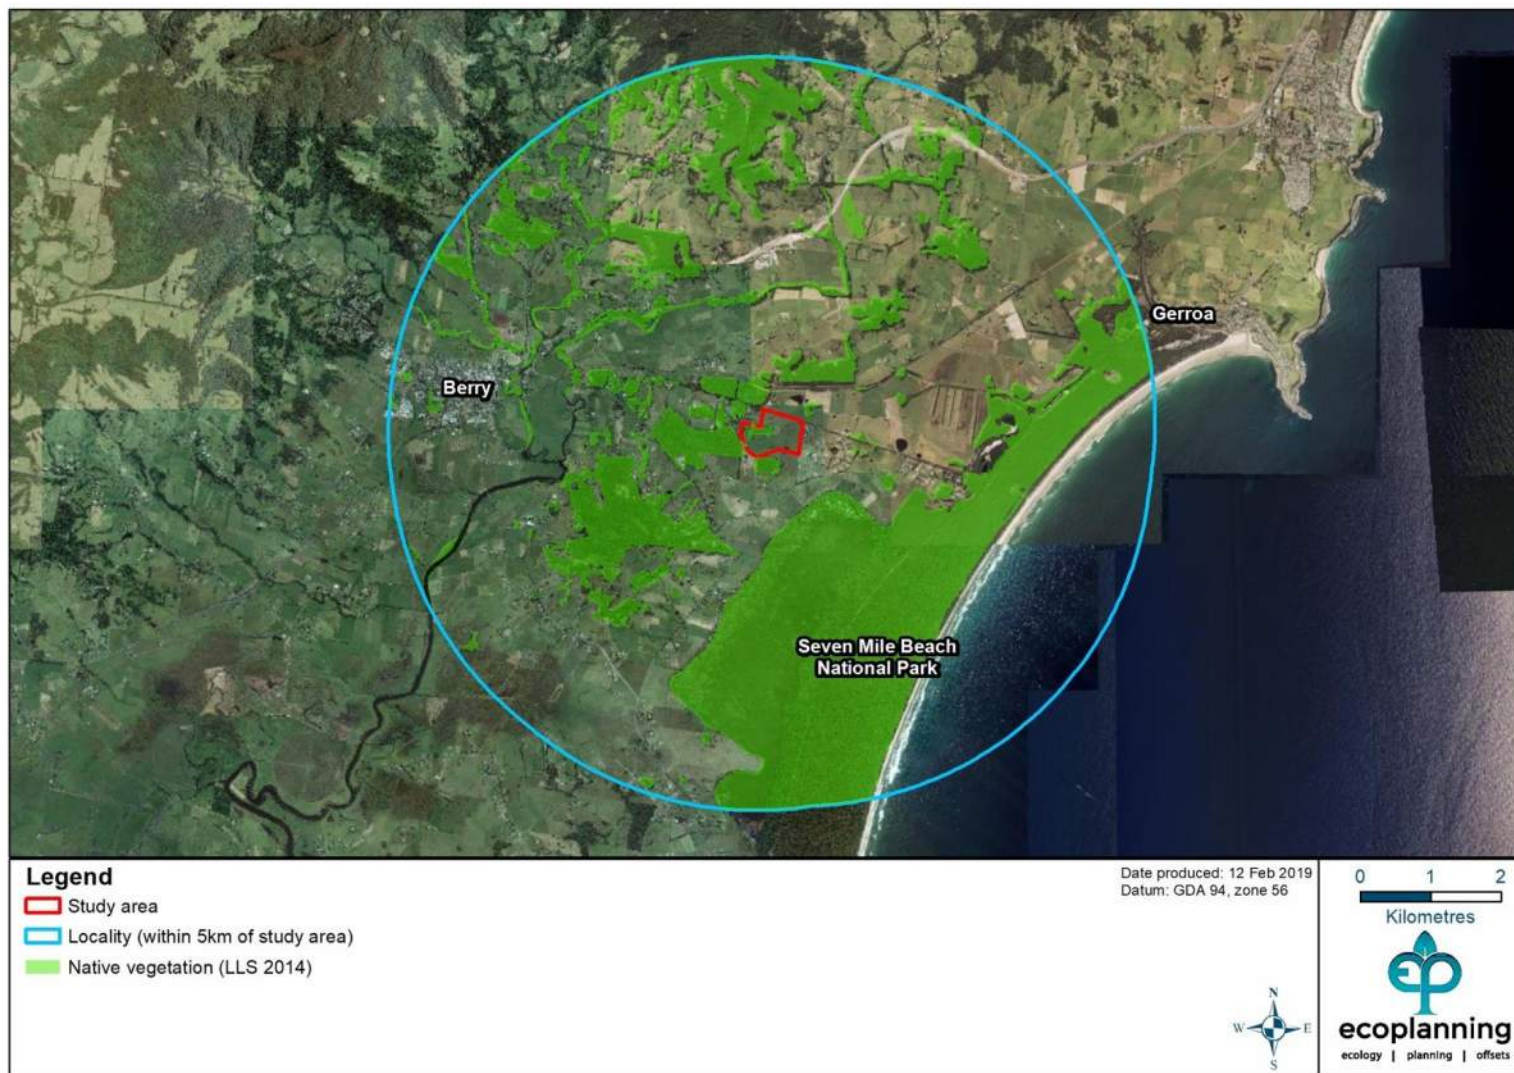 Gerroa
Berry
Seven Mile Beach
National Park
Legend
Study area
Locality (within 5km of study area)
Native vegetation (LLS 2014)
Date produced: 12 Feb 2019
Datum: GDA 94, zone 56
0 1 2
Kilometres
N
W E
S
ep
ecoplanning
ecology | planning | offsets